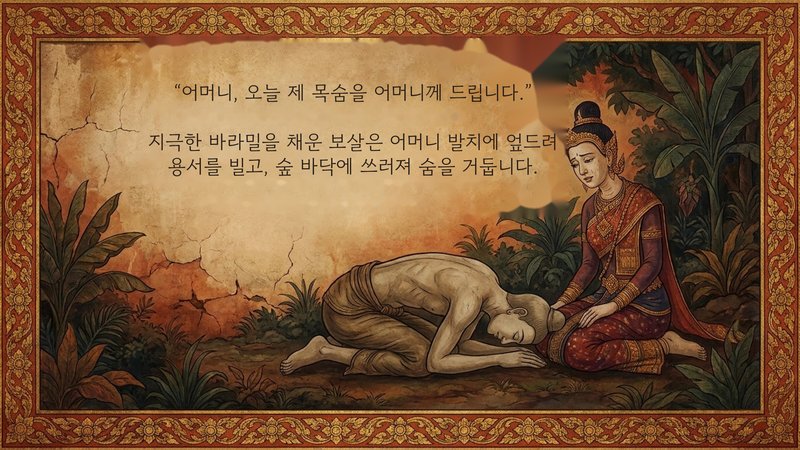 “어머니, 오늘 제 목숨을 어머니께 드립니다.”
지극한 바라밀을 채운 보살은 어머니 발치에 엎드려
용서를 빌고, 숲 바닥에 쓰러져 숨을 거둡니다.